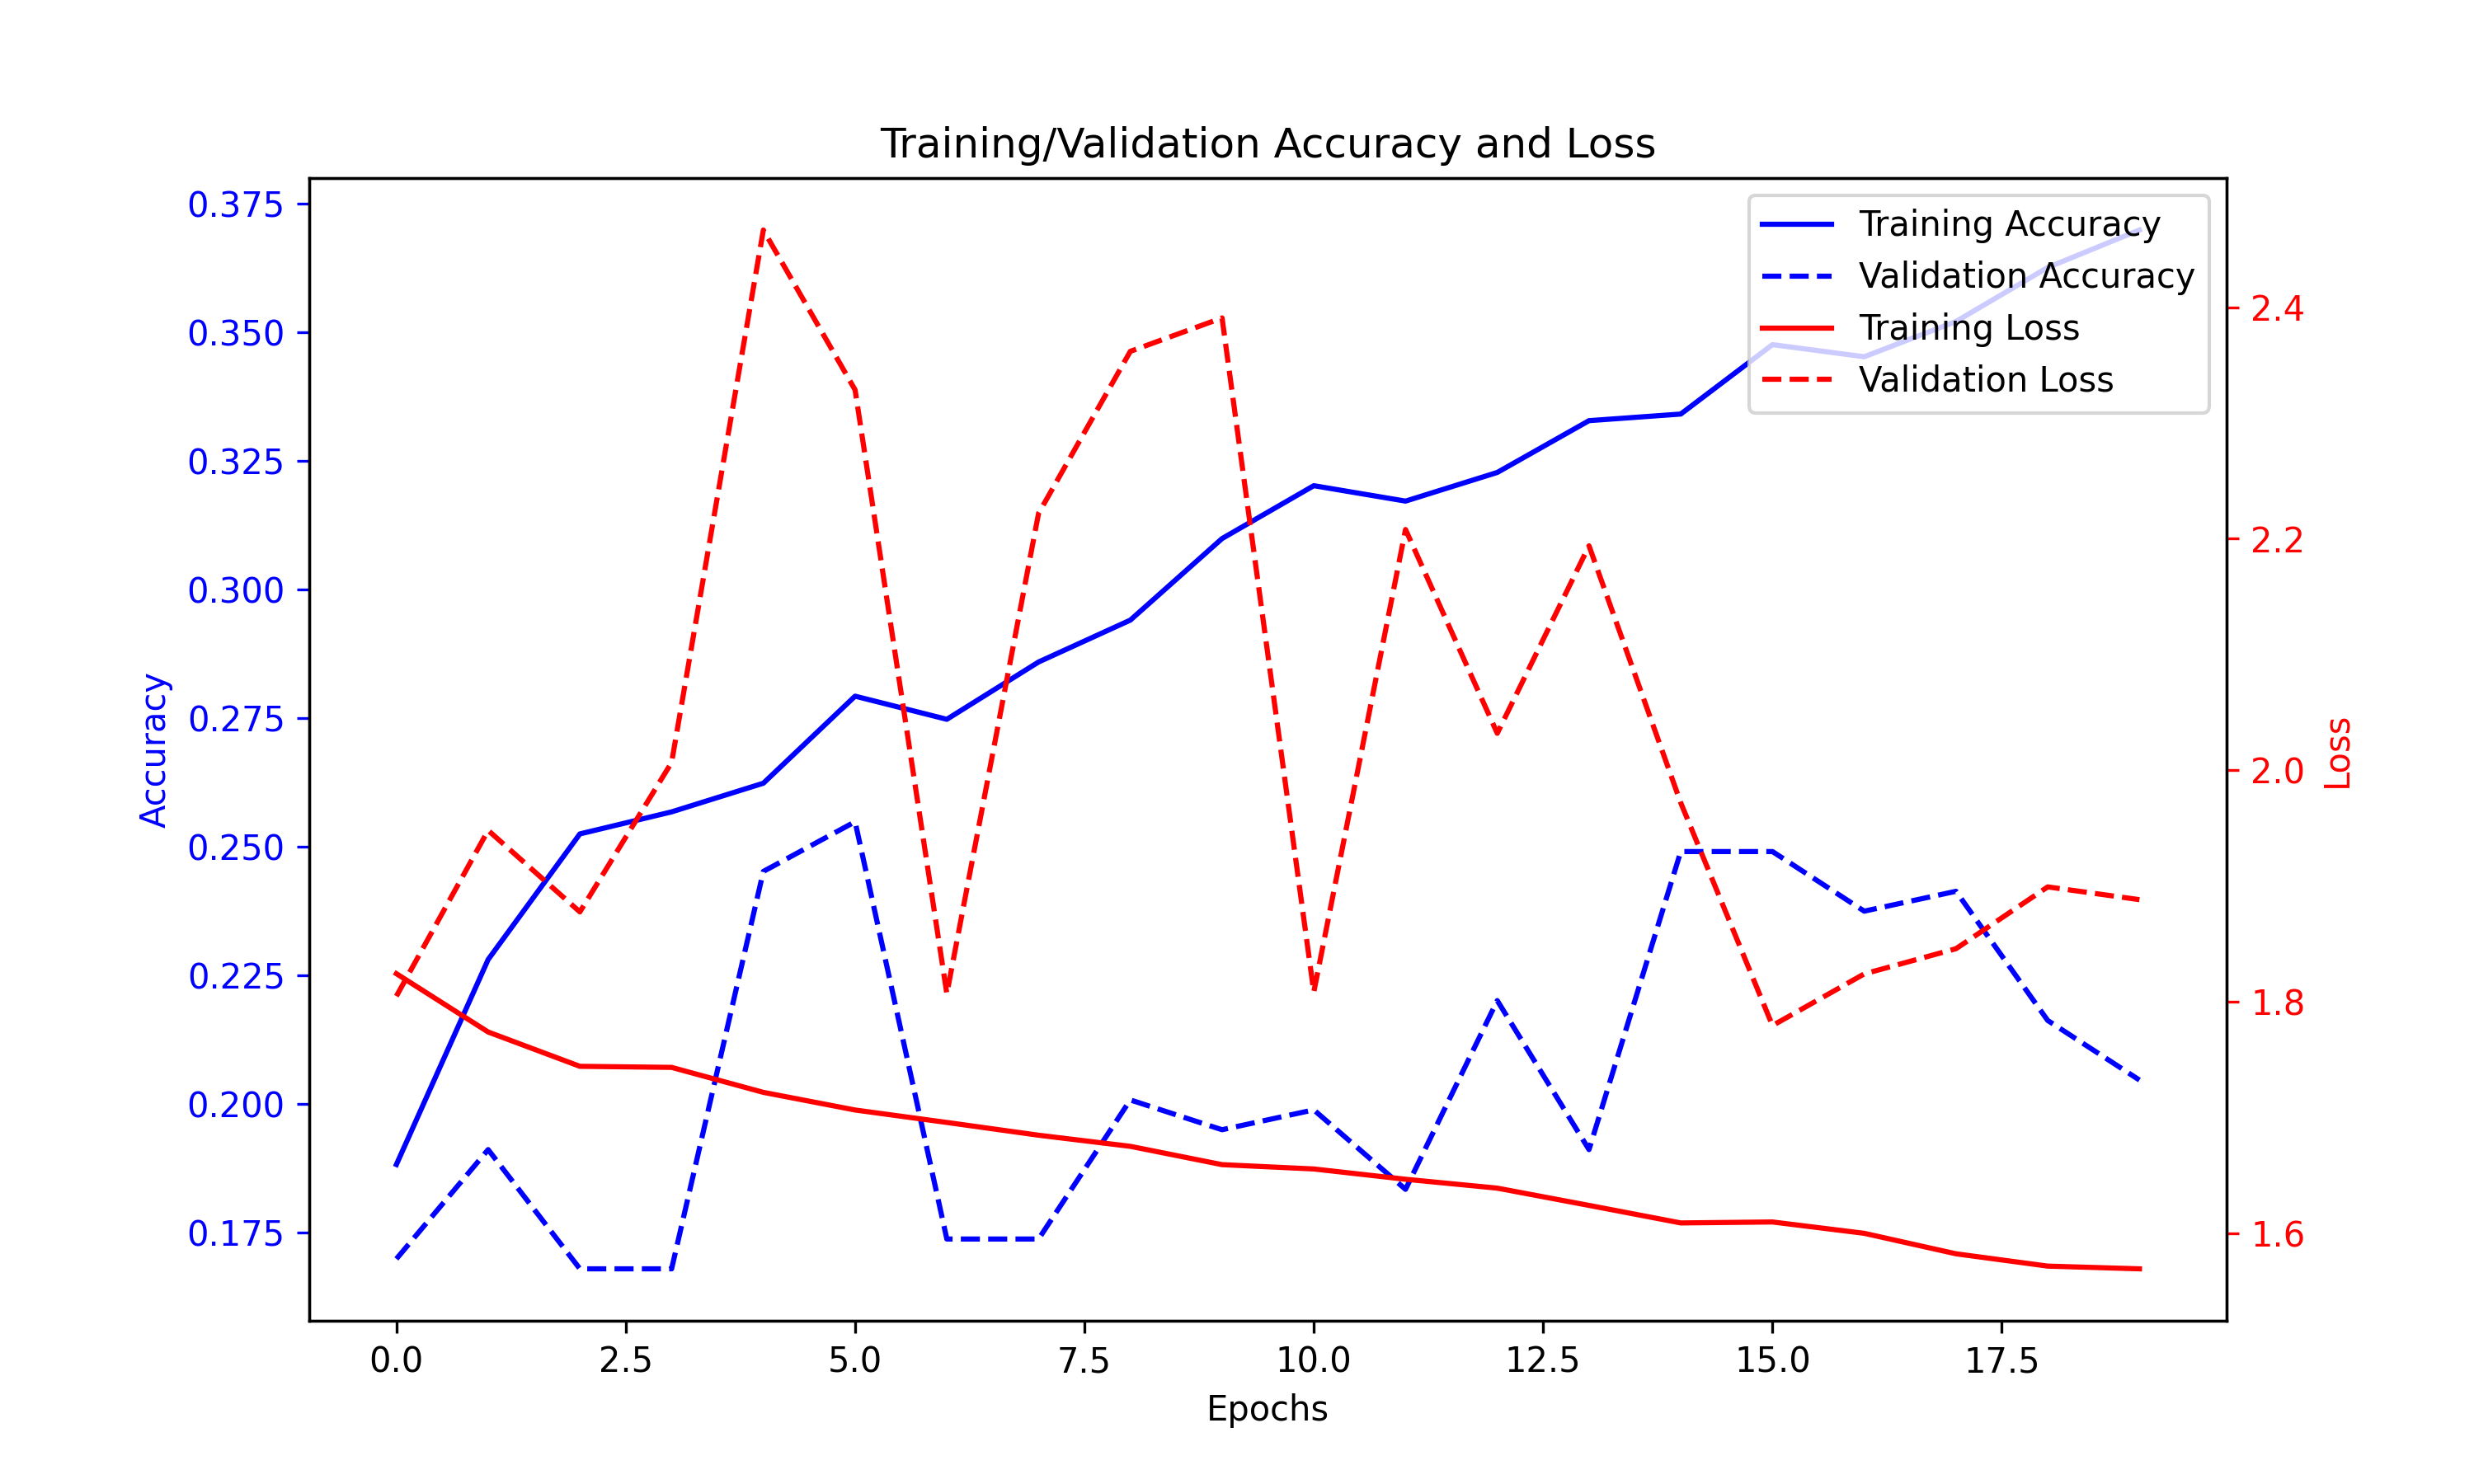 Training/Validation Accuracy and Loss
Training Accuracy
Validation Accuracy
Training Loss
Validation Loss
Accuracy
0.375
0.350
0.325
0.300
0.275
0.250
0.225
0.200
0.175
2.4
2.2
2.0
1.8
1.6
Loss
0.0 2.5 5.0 7.5 10.0 12.5 15.0 17.5
Epochs